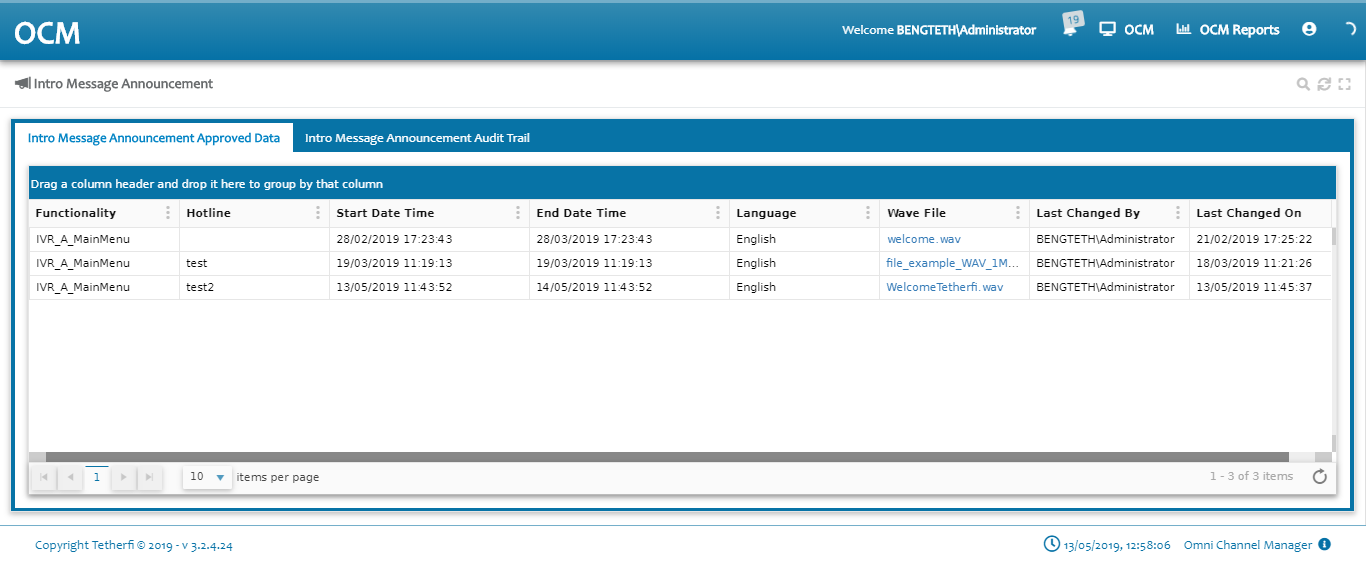 OCM
Welcome BENGTETH\Administrator 19 OCM OCM Reports
Intro Message Announcement
Intro Message Announcement Approved Data Intro Message Announcement Audit Trail
Drag a column header and drop it here to group by that column
Functionality Hotline Start Date Time End Date Time Language Wave File Last Changed By Last Changed On
IVR_A_MainMenu 28/02/2019 17:23:43 28/03/2019 17:23:43 English welcome.wav BENGTETH\Administrator 21/02/2019 17:25:22
IVR_A_MainMenu test 19/03/2019 11:19:13 19/03/2019 11:19:13 English file_example_WAV_1M... BENGTETH\Administrator 18/03/2019 11:21:26
IVR_A_MainMenu test2 13/05/2019 11:43:52 14/05/2019 11:43:52 English WelcomeTetherfi.wav BENGTETH\Administrator 13/05/2019 11:45:37
1 10 items per page 1 - 3 of 3 items
Copyright Tetherfi © 2019 - v 3.2.4.24 13/05/2019, 12:58:06 Omni Channel Manager